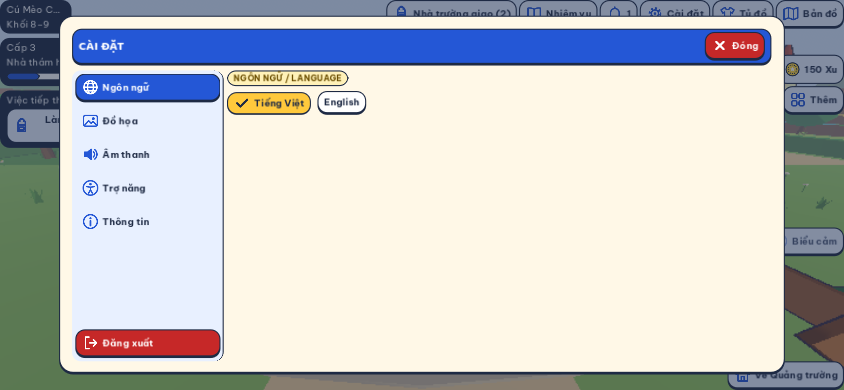 Cú Mèo C...
Khối 8-9
Nhà trường giao (2)
Nhiệm vụ
1
Cài đặt
Tủ đồ
Bản đồ
CÀI ĐẶT
Đóng
Cấp 3
Nhà thám h
150 Xu
Việc tiếp th
Thêm
Làn
Ngôn ngữ
Đồ họa
Âm thanh
Trợ năng
Thông tin
Đăng xuất
NGÔN NGỮ / LANGUAGE
Tiếng Việt
English
Biểu cảm
Về Quảng trường